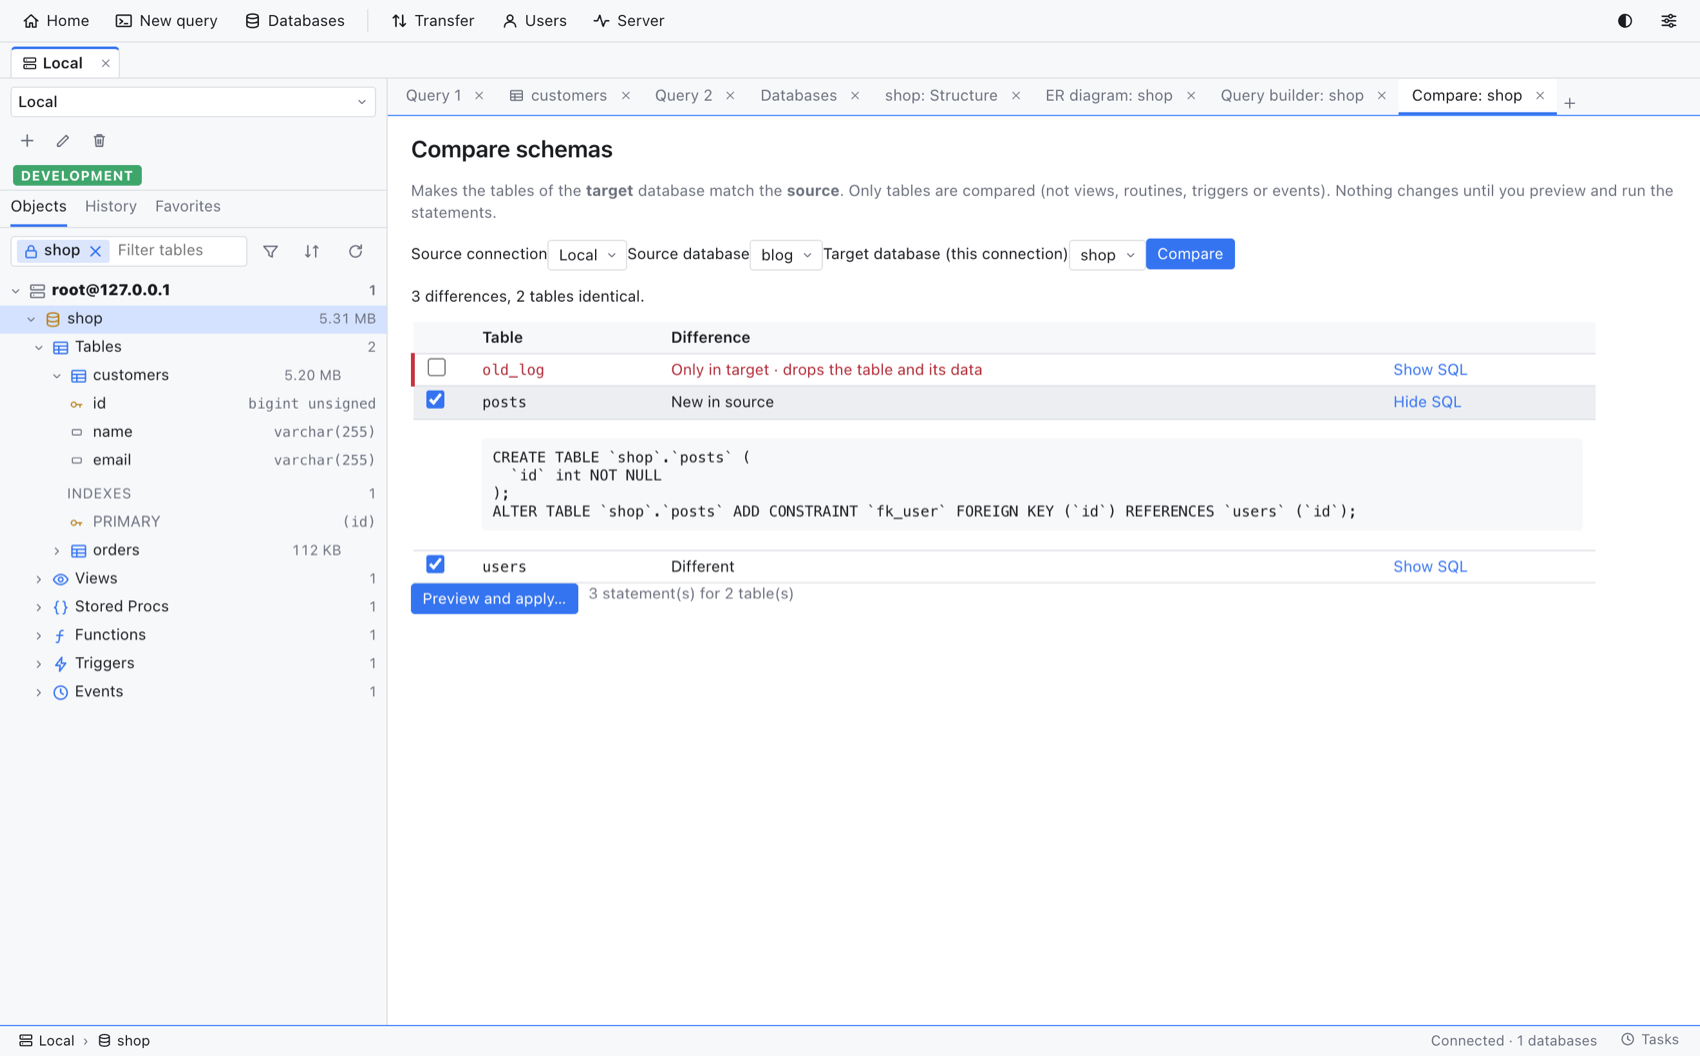 Home New query Databases Transfer Users Server
Local
Local
DEVELOPMENT
Objects History Favorites
shop Filter tables
root@127.0.0.1 1
shop 5.31 MB
Tables 2
customers 5.20 MB
id bigint unsigned
name varchar(255)
email varchar(255)
INDEXES 1
PRIMARY (id)
orders 112 KB
Views 1
Stored Procs 1
Functions 1
Triggers 1
Events 1
Query 1 customers Query 2 Databases shop: Structure ER diagram: shop Query builder: shop Compare: shop
Compare schemas
Makes the tables of the target database match the source. Only tables are compared (not views, routines, triggers or events). Nothing changes until you preview and run the
statements.
Source connection Local Source database blog Target database (this connection) shop Compare
3 differences, 2 tables identical.
Table Difference
old_log Only in target · drops the table and its data Show SQL
posts New in source Hide SQL
CREATE TABLE `shop`.`posts` (
`id` int NOT NULL
);
ALTER TABLE `shop`.`posts` ADD CONSTRAINT `fk_user` FOREIGN KEY (`id`) REFERENCES `users` (`id`);
users Different Show SQL
Preview and apply... 3 statement(s) for 2 table(s)
Local › shop Connected · 1 databases Tasks